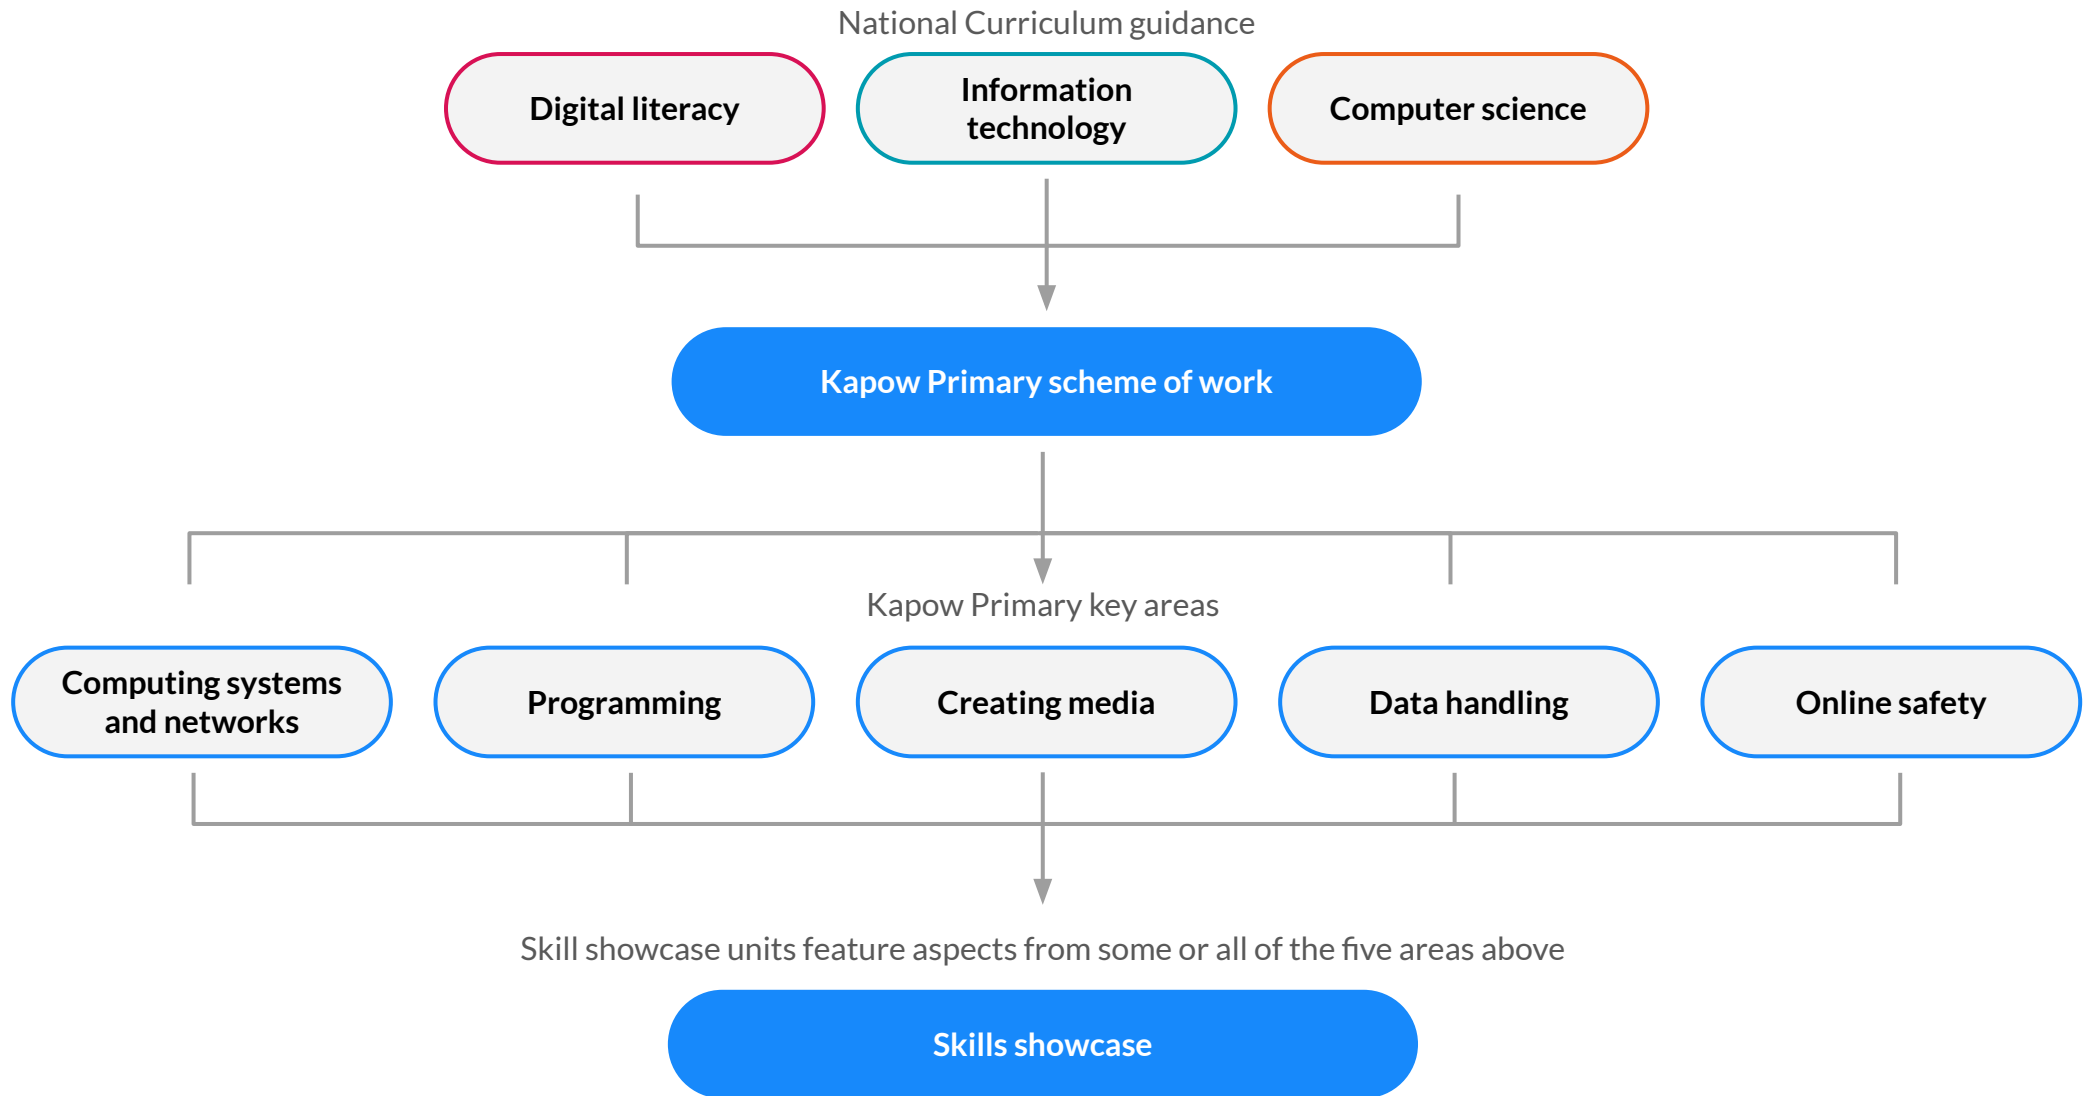 National Curriculum guidance
Digital literacy
Information
technology
Computer science
Kapow Primary scheme of work
Kapow Primary key areas
Computing systems
and networks
Programming
Creating media
Data handling
Online safety
Skill showcase units feature aspects from some or all of the five areas above
Skills showcase